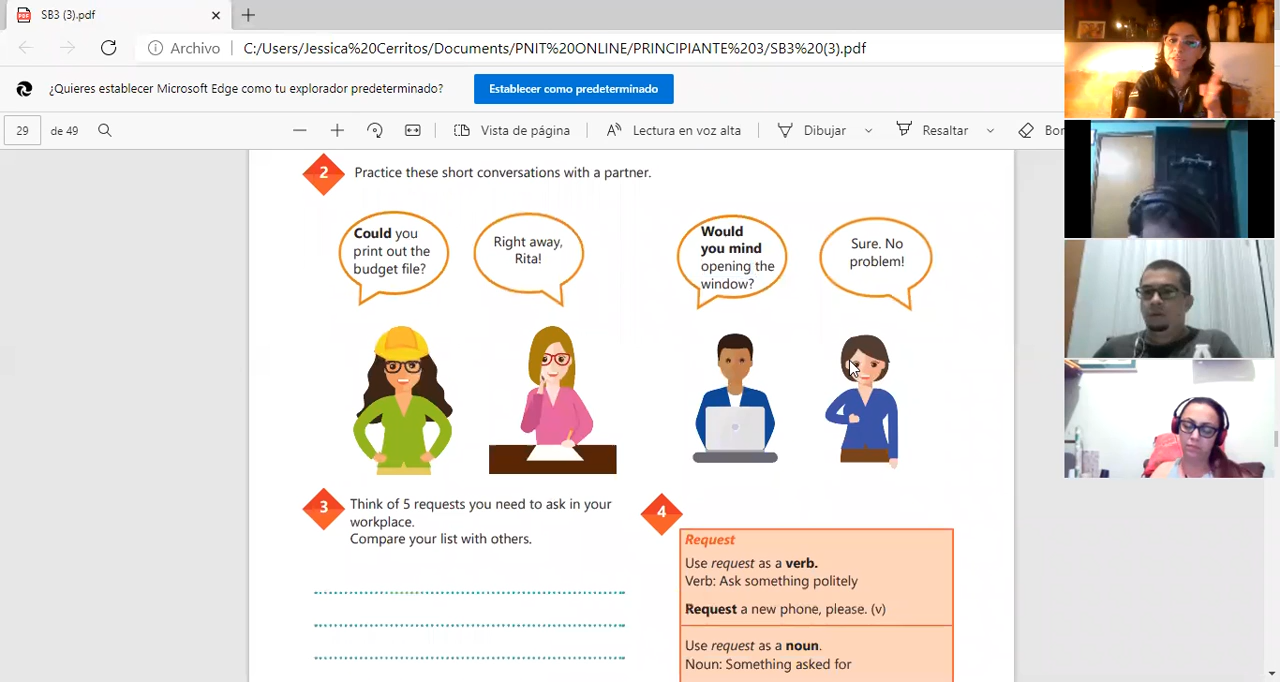 SB3 (3).pdf
Archivo
C:/Users/Jessica%20Cerritos/Documents/PNIT%20ONLINE/PRINCIPIANTE%203/SB3%20(3).pdf
¿Quieres establecer Microsoft Edge como tu explorador predeterminado?
Establecer como predeterminado
29
de 49
Vista de página
Lectura en voz alta
Dibujar
Resaltar
Bor
2
Practice these short conversations with a partner.
Could you
print out the
budget file?
Right away,
Rita!
Would
you mind
opening the
window?
Sure. No
problem!
3
Think of 5 requests you need to ask in your
workplace.
Compare your list with others.
4
Request
Use request as a verb.
Verb: Ask something politely
Request a new phone, please. (v)
Use request as a noun.
Noun: Something asked for